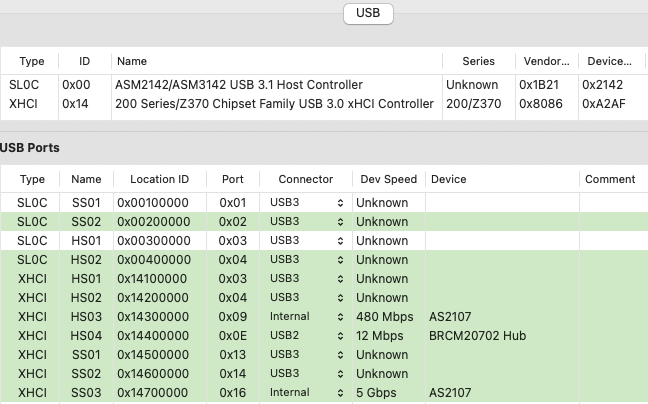 USB
Type ID Name Series Vendor... Device...
SL0C 0x00 ASM2142/ASM3142 USB 3.1 Host Controller Unknown 0x1B21 0x2142
XHCI 0x14 200 Series/Z370 Chipset Family USB 3.0 xHCI Controller 200/Z370 0x8086 0xA2AF
USB Ports
Type Name Location ID Port Connector Dev Speed Device Comment
SL0C SS01 0x00100000 0x01 USB3 Unknown
SL0C SS02 0x00200000 0x02 USB3 Unknown
SL0C HS01 0x00300000 0x03 USB3 Unknown
SL0C HS02 0x00400000 0x04 USB3 Unknown
XHCI HS01 0x14100000 0x03 USB3 Unknown
XHCI HS02 0x14200000 0x04 USB3 Unknown
XHCI HS03 0x14300000 0x09 Internal 480 Mbps AS2107
XHCI HS04 0x14400000 0x0E USB2 12 Mbps BRCM20702 Hub
XHCI SS01 0x14500000 0x13 USB3 Unknown
XHCI SS02 0x14600000 0x14 USB3 Unknown
XHCI SS03 0x14700000 0x16 Internal 5 Gbps AS2107